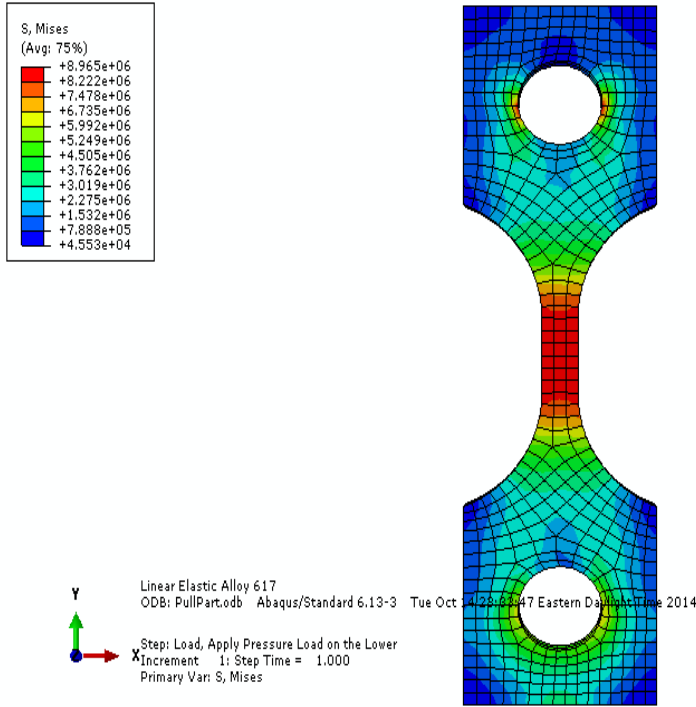 S, Mises
(Avg: 75%)
+8.965e+06
+8.222e+06
+7.478e+06
+6.735e+06
+5.992e+06
+5.249e+06
+4.505e+06
+3.762e+06
+3.019e+06
+2.275e+06
+1.532e+06
+7.888e+05
+4.553e+04
Linear Elastic Alloy 617
ODB: PullPart.odb Abaqus/Standard 6.13-3 Tue Oct Eastern Daylight Time 2014
Y
X
Step: Load, Apply Pressure Load on the Lower
Increment 1: Step Time = 1.000
Primary Var: S, Mises